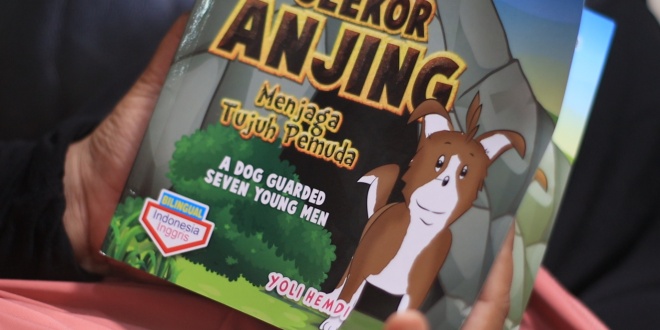 ANJING
Menjaga
Tujuh Pemuda
A DOG GUARDED
SEVEN YOUNG MEN
BILINGUAL
Indonesia
Inggris
YOLI HEMDI